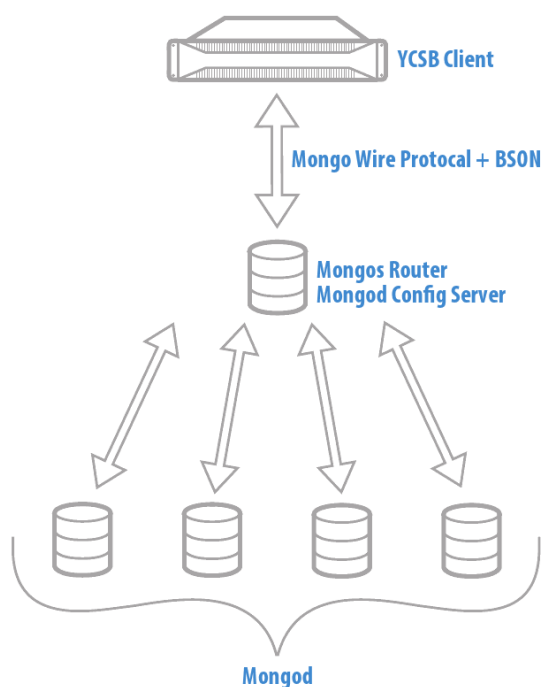 YCSB Client
Mongo Wire Protocal + BSON
Mongos Router
Mongod Config Server
Mongod